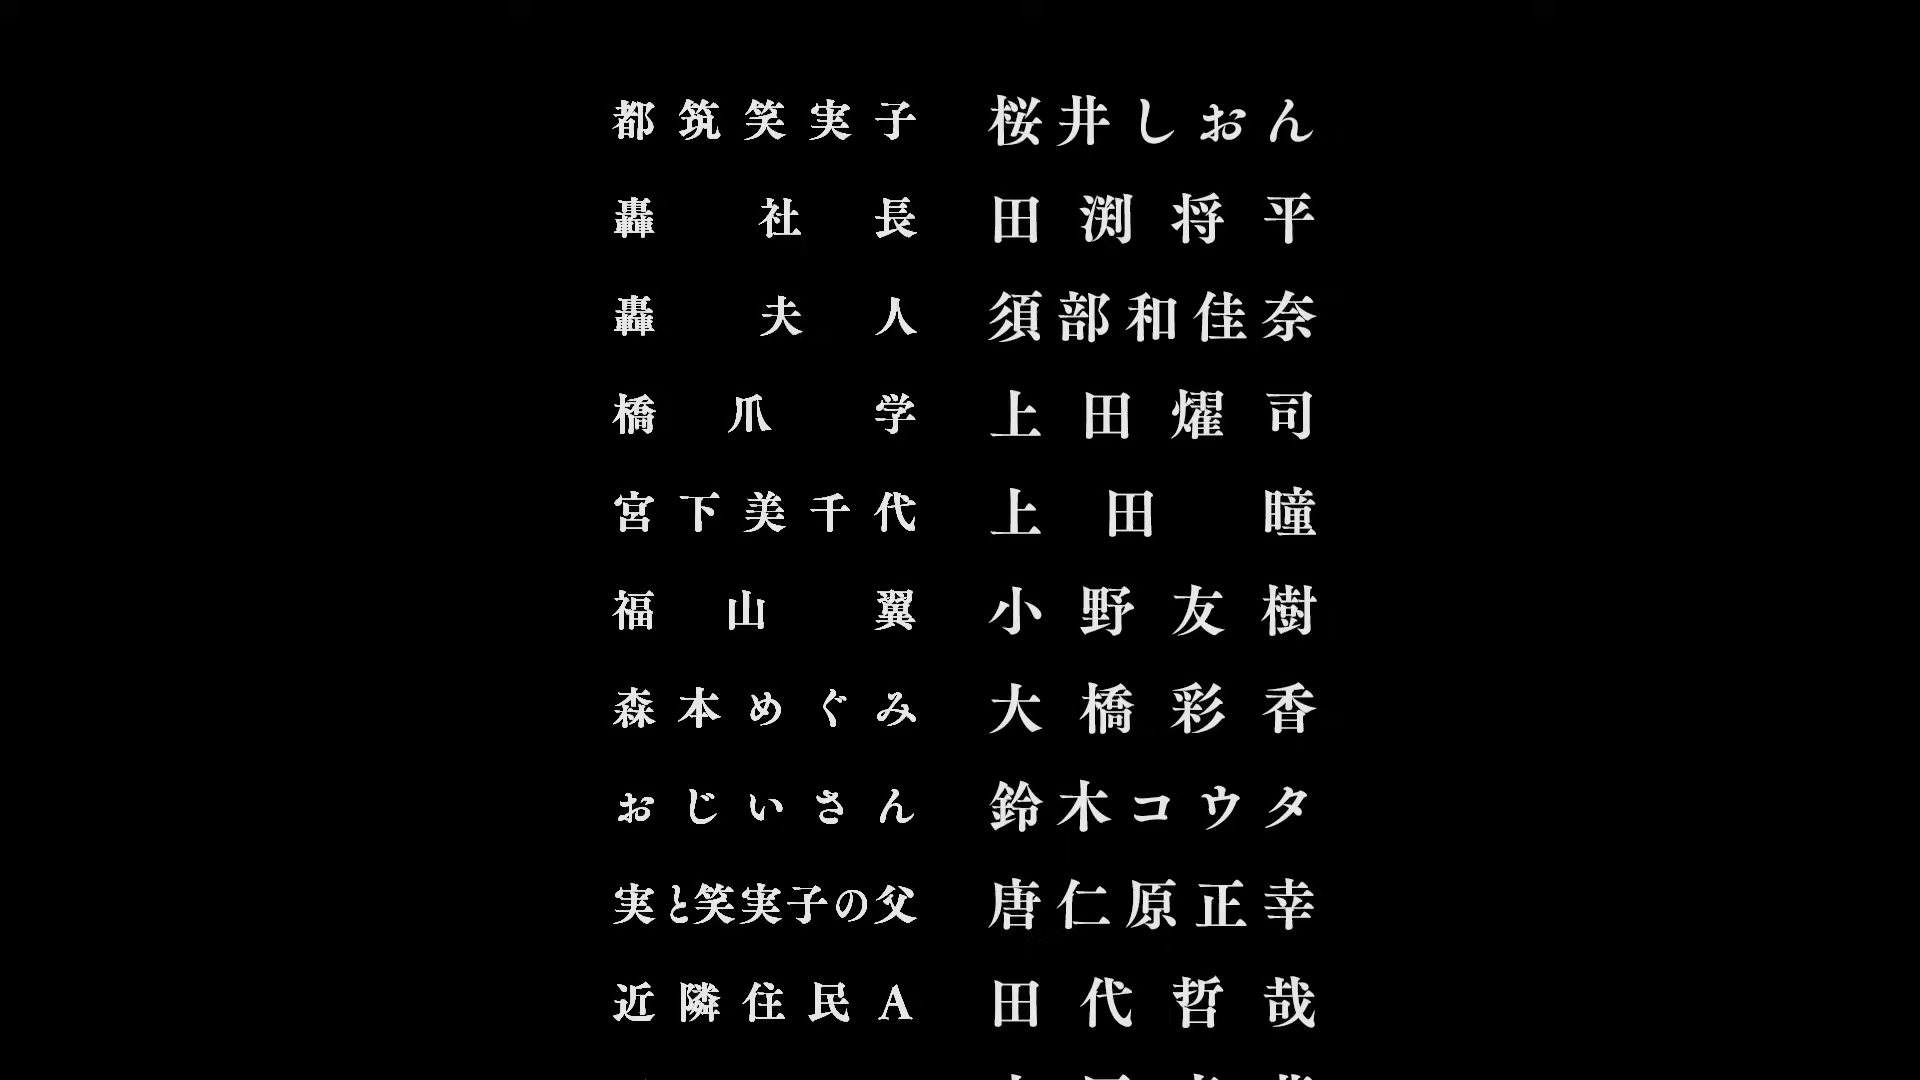 都筑笑実子 桜井しおん
轟社長 田渕将平
轟夫人 須部和佳奈
橋爪学 上田燿司
宮下美千代 上田瞳
福山翼 小野友樹
森本めぐみ 大橋彩香
おじいさん 鈴木コウタ
実と笑実子の父 唐仁原正幸
近隣住民A 田代哲哉